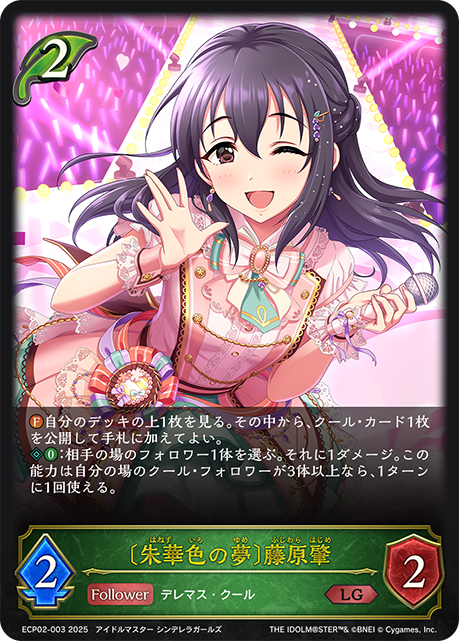 2
Ⓕ自分のデッキの上1枚を見る。その中から、クール・カード1枚
を公開して手札に加えてよい。
0:相手の場のフォロワー1体を選ぶ。それに1ダメージ。この
能力は自分の場のクール・フォロワーが3体以上なら、1ターン
に1回使える。
はねず いろ ゆめ ふじわら はじめ
〔朱華色の夢〕藤原肇
2
Follower デレマス・クール LG
2
ECP02-003 2025 アイドルマスター シンデレラガールズ THE IDOLM@STER™& ©BNEI © Cygames, Inc.